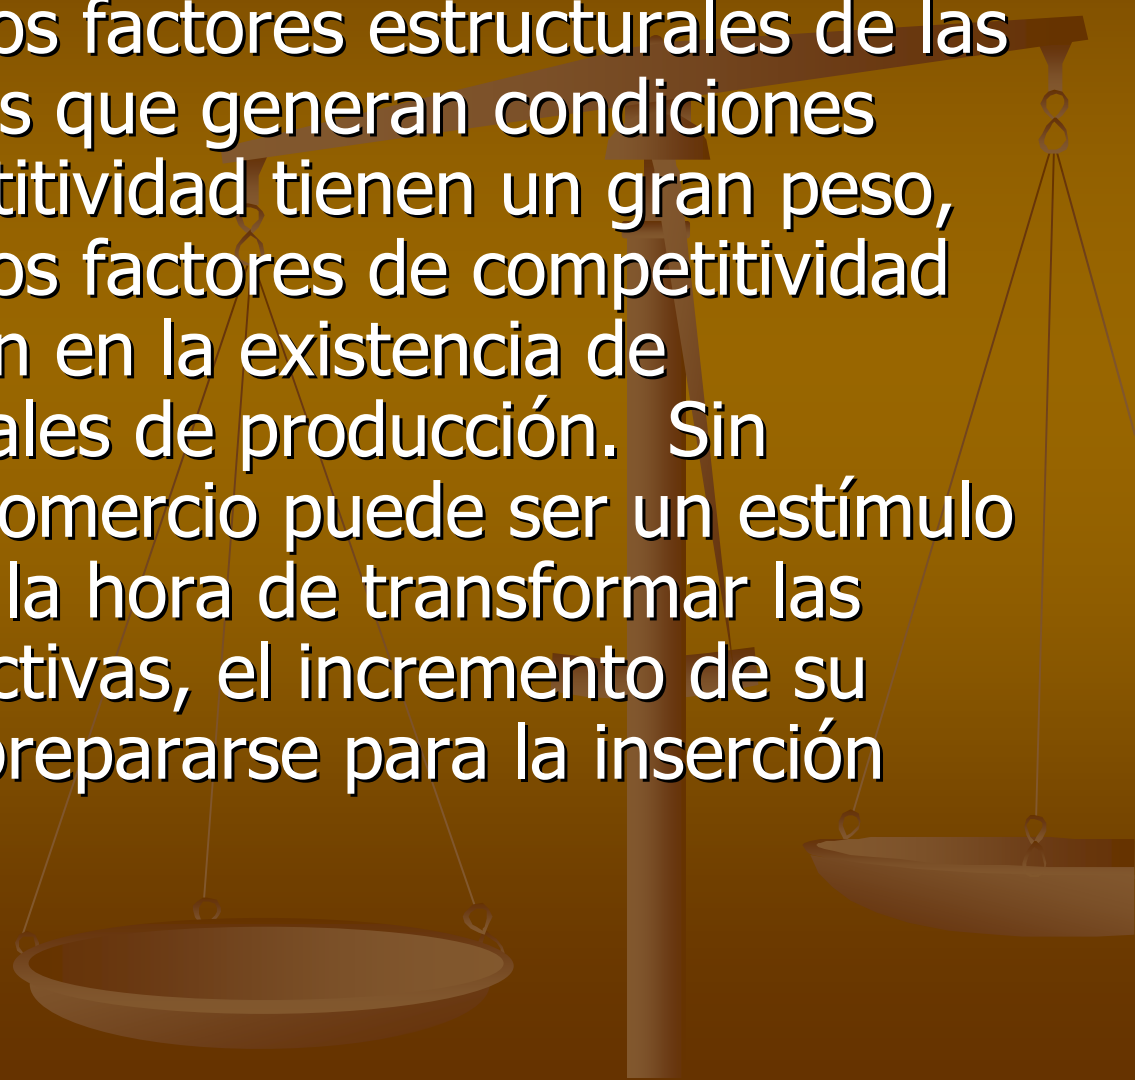 os factores estructurales de las
s que generan condiciones
titividad tienen un gran peso,
os factores de competitividad
n en la existencia de
ales de producción.  Sin
omercio puede ser un estímulo
la hora de transformar las
ctivas, el incremento de su
prepararse para la inserción